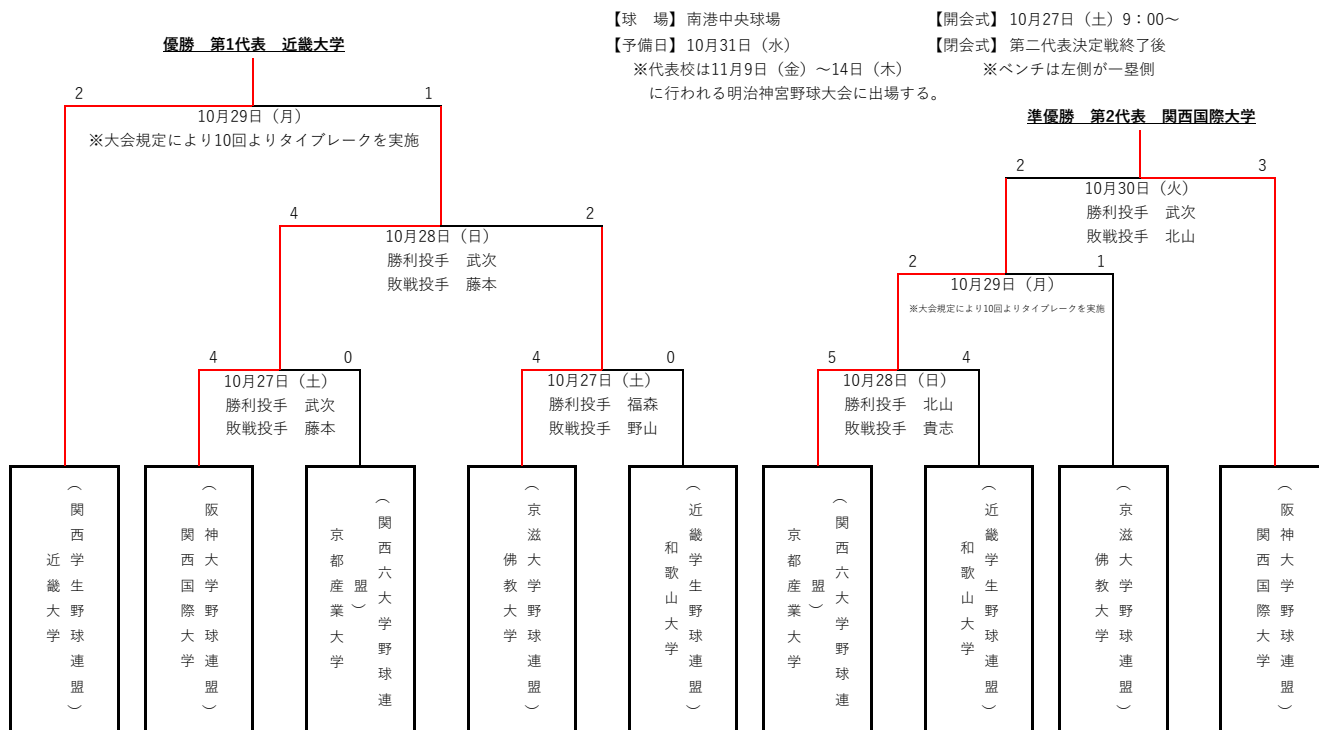 【球　場】南港中央球場
【開会式】10月27日（土）9：00～
【予備日】10月31日（水）
【閉会式】第二代表決定戦終了後
※代表校は11月9日（金）～14日（木）
※ベンチは左側が一塁側
に行われる明治神宮野球大会に出場する。
優勝　第1代表　近畿大学
2
1
10月29日（月）
※大会規定により10回よりタイブレークを実施
準優勝　第2代表　関西国際大学
2
3
10月30日（火）
勝利投手　武次
敗戦投手　北山
4
2
10月28日（日）
勝利投手　武次
敗戦投手　藤本
2
1
10月29日（月）
※大会規定により10回よりタイブレークを実施
4
0
10月27日（土）
勝利投手　武次
敗戦投手　藤本
4
0
10月27日（土）
勝利投手　福森
敗戦投手　野山
5
4
10月28日（日）
勝利投手　北山
敗戦投手　貴志
（関西学生野球連盟）
近畿大学
（阪神大学野球連盟）
関西国際大学
（関西六大学野球連
盟）
京都産業大学
（京滋大学野球連盟）
佛教大学
（近畿学生野球連盟）
和歌山大学
（関西六大学野球連
盟）
京都産業大学
（近畿学生野球連盟）
和歌山大学
（京滋大学野球連盟）
佛教大学
（阪神大学野球連盟）
関西国際大学